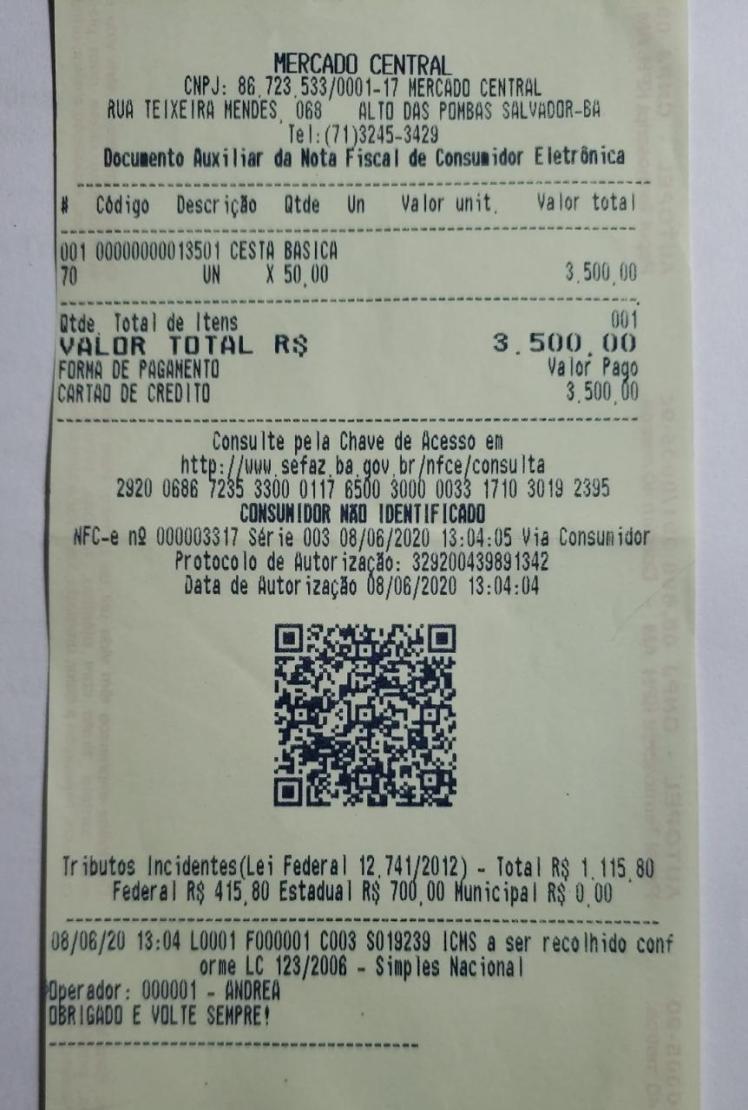 MERCADO CENTRAL
CNPJ: 86.723.533/0001-17 MERCADO CENTRAL
RUA TEIXEIRA MENDES, 068 ALTO DAS POMBAS SALVADOR-BA
Tel:(71)3245-3429
Documento Auxiliar da Nota Fiscal de Consumidor Eletrônica
# Código Descrição Qtde Un Valor unit. Valor total
001 00000000013501 CESTA BASICA
70 UN X 50,00 3.500,00
Qtde. Total de Itens 001
VALOR TOTAL R$ 3.500,00
FORMA DE PAGAMENTO Valor Pago
CARTAO DE CREDITO 3.500,00
Consulte pela Chave de Acesso em
http://www.sefaz.ba.gov.br/nfce/consulta
2920 0686 7235 3300 0117 6500 3000 0033 1710 3019 2395
CONSUMIDOR NÃO IDENTIFICADO
NFC-e nº 000003317 Série 003 08/06/2020 13:04:05 Via Consumidor
Protocolo de Autorização: 329200439891342
Data de Autorização 08/06/2020 13:04:04
Tributos Incidentes(Lei Federal 12.741/2012) - Total R$ 1.115,80
Federal R$ 415,80 Estadual R$ 700,00 Municipal R$ 0,00
08/06/20 13:04 L0001 F000001 C003 S019239 ICMS a ser recolhido conf
orme LC 123/2006 - Simples Nacional
Operador: 000001 - ANDREA
OBRIGADO E VOLTE SEMPRE!